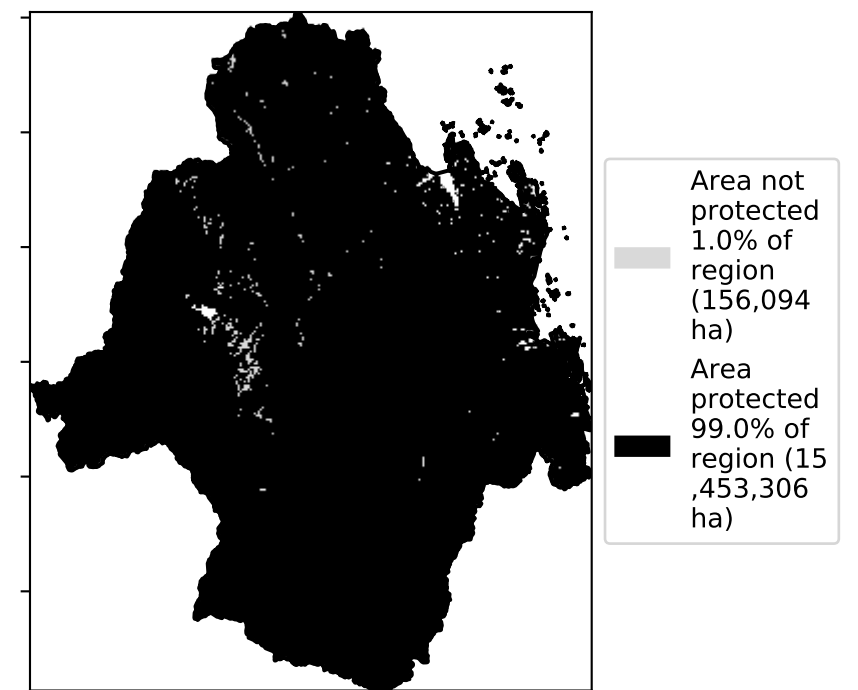 Area not
protected
1.0% of
region
(156,094
ha)
Area
protected
99.0% of
region (15
,453,306
ha)